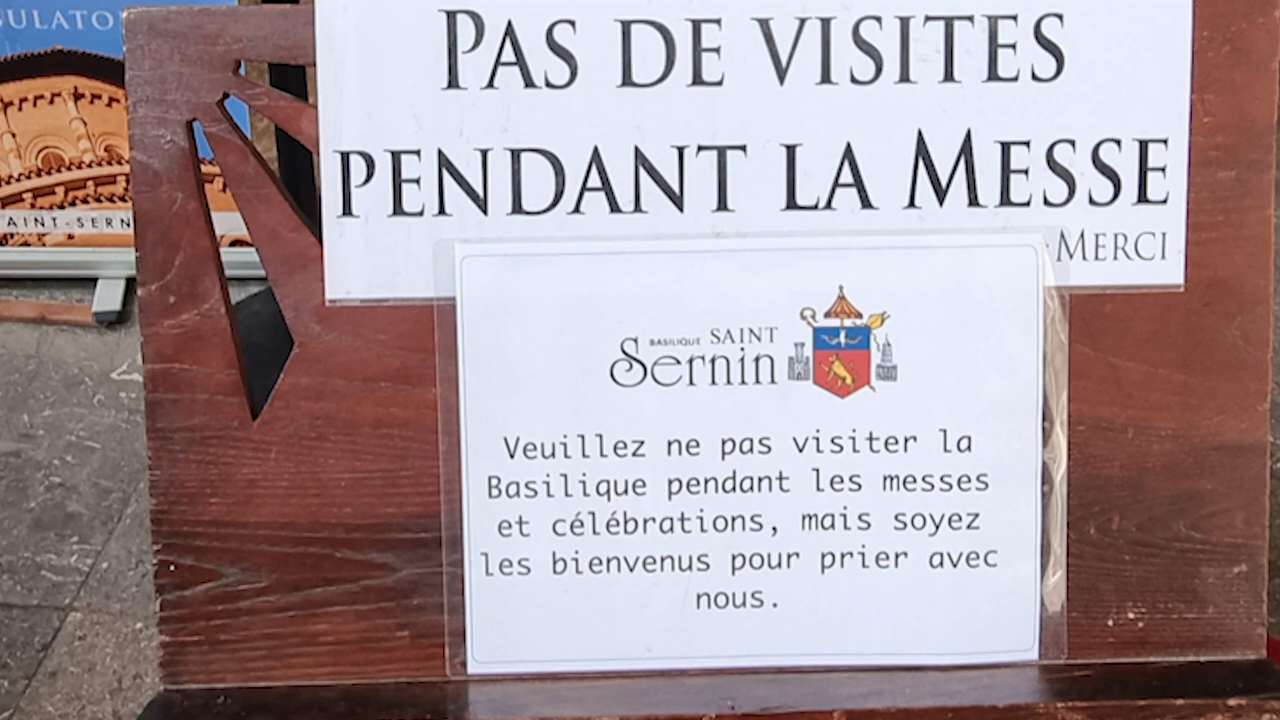 PAS DE VISITES
PENDANT LA MESSE
MERCI
BASILIQUE SAINT
Sernin
Veuillez ne pas visiter la
Basilique pendant les messes
et célébrations, mais soyez
les bienvenus pour prier avec
nous.